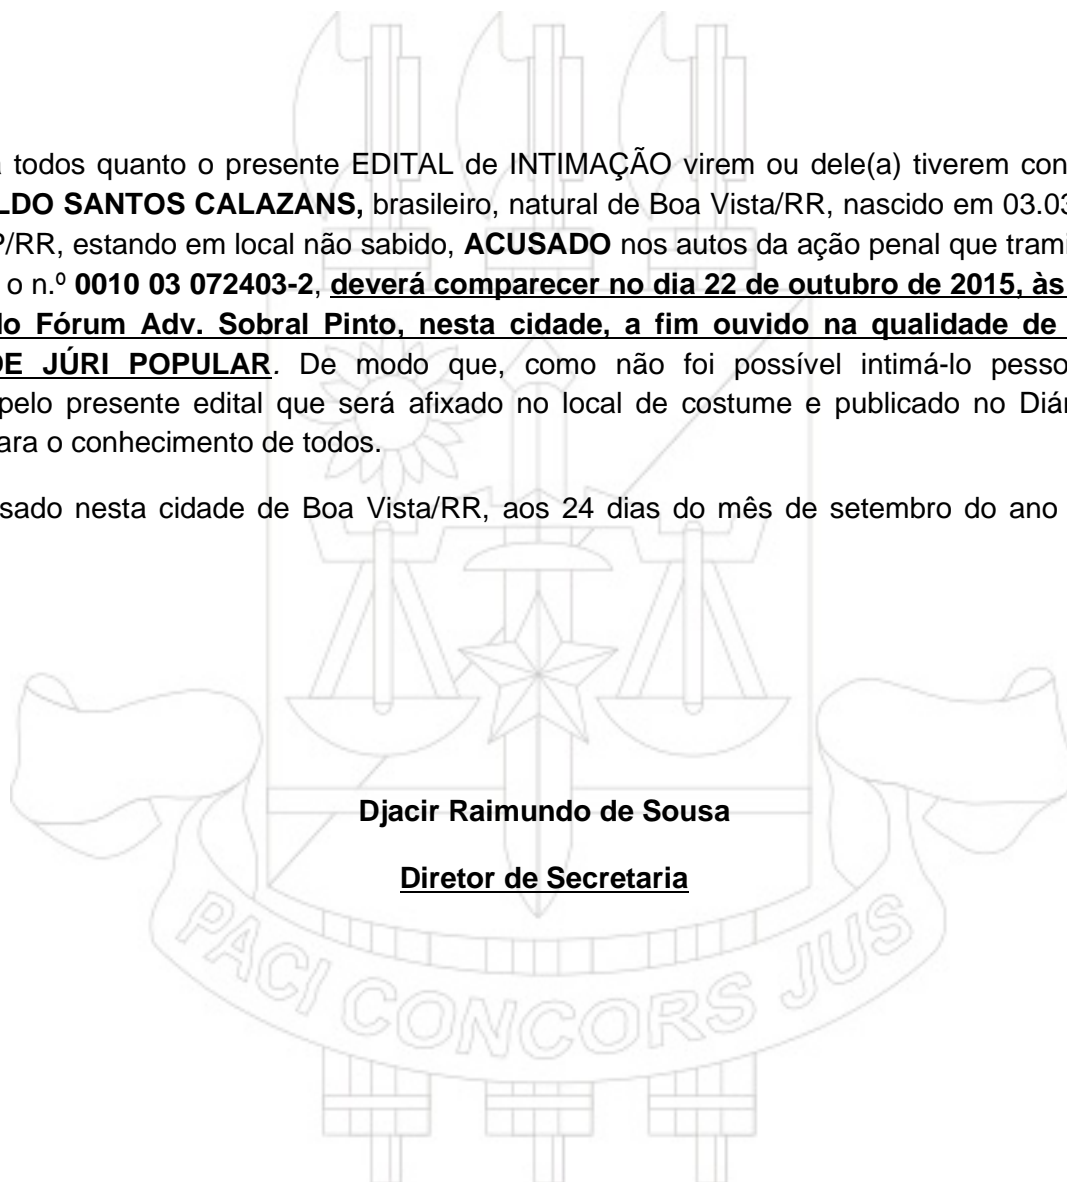 todos quanto o presente EDITAL de INTIMAÇÃO virem ou dele(a) tiverem con
LDO SANTOS CALAZANS, brasileiro, natural de Boa Vista/RR, nascido em 03.03
P/RR, estando em local não sabido, ACUSADO nos autos da ação penal que trami
o n.º 0010 03 072403-2, deverá comparecer no dia 22 de outubro de 2015, às
do Fórum Adv. Sobral Pinto, nesta cidade, a fim ouvido na qualidade de
DE JÚRI POPULAR. De modo que, como não foi possível intimá-lo pesso
pelo presente edital que será afixado no local de costume e publicado no Diá
ara o conhecimento de todos.
sado nesta cidade de Boa Vista/RR, aos 24 dias do mês de setembro do ano
Djacir Raimundo de Sousa
Diretor de Secretaria
PACI CONCORS JUS